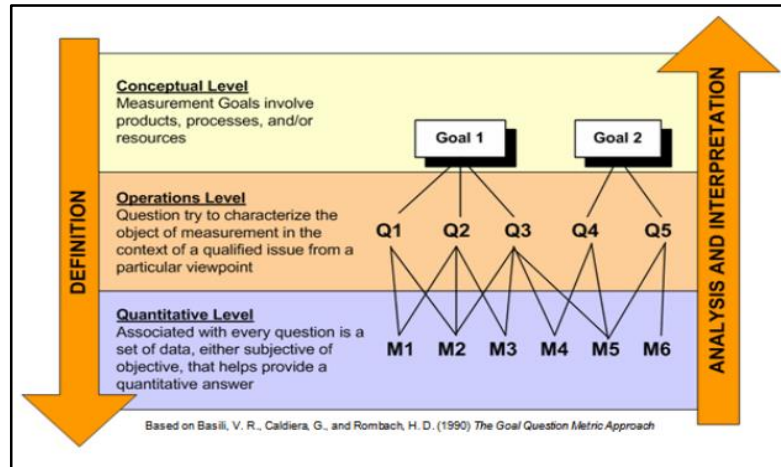 DEFINITION
Conceptual Level
Measurement Goals involve
products, processes, and/or
resources
Goal 1
Goal 2
Operations Level
Question try to characterize the
object of measurement in the
context of a qualified issue from a
particular viewpoint
Q1 Q2 Q3 Q4 Q5
Quantitative Level
Associated with every question is a
set of data, either subjective of
objective, that helps provide a
quantitative answer
M1 M2 M3 M4 M5 M6
ANALYSIS AND INTERPRETATION
Based on Basili, V. R., Caldiera, G., and Rombach, H. D. (1990) The Goal Question Metric Approach